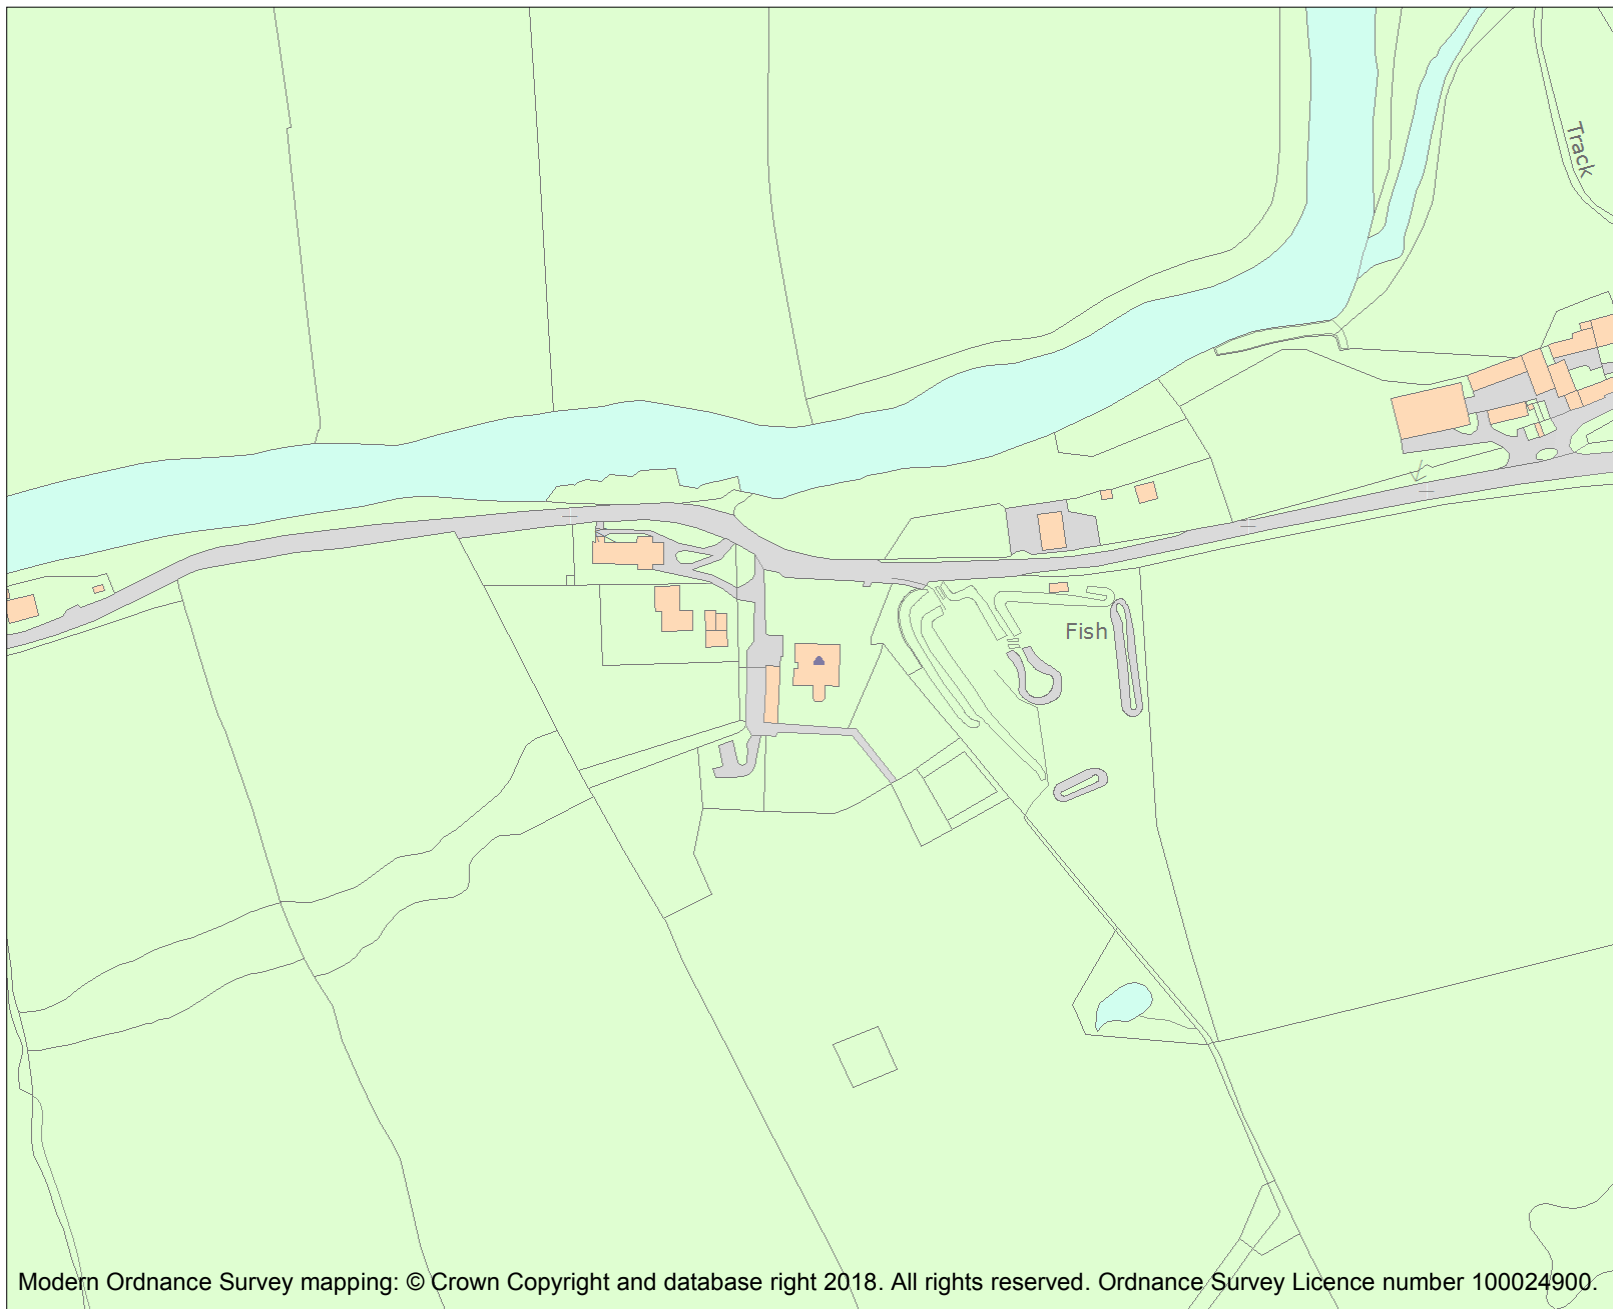 Track
Fish
Modern Ordnance Survey mapping: © Crown Copyright and database right 2018. All rights reserved. Ordnance Survey Licence number 100024900.